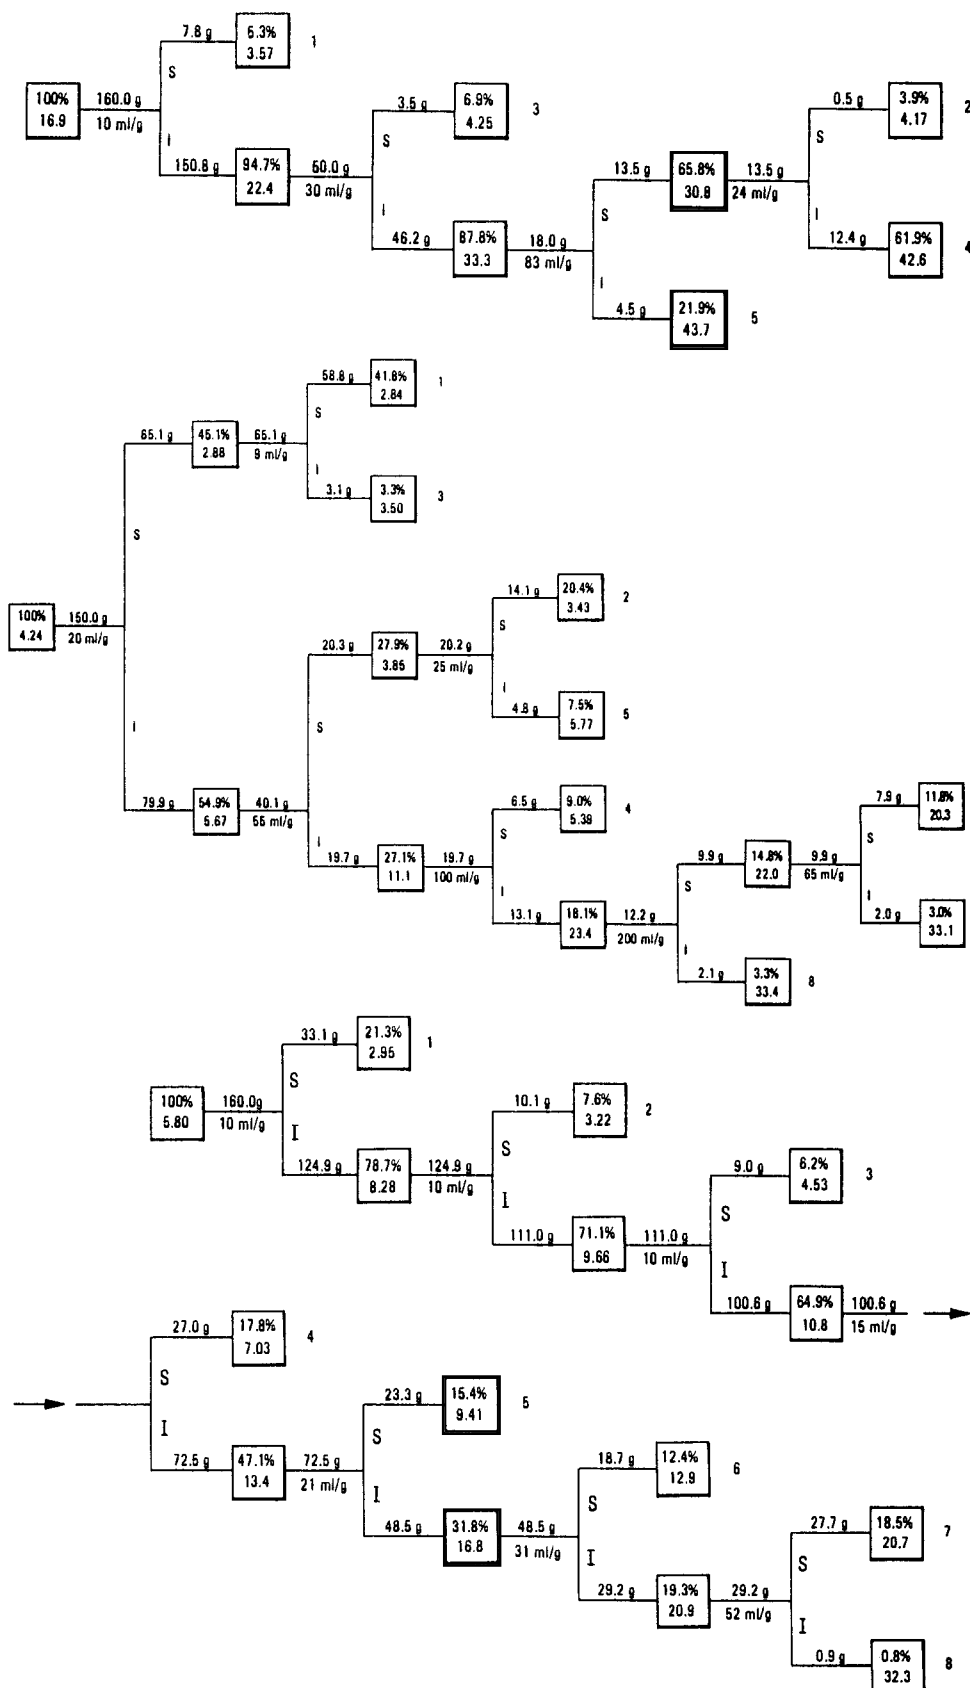 7.8 g
6.3%
3.57
1
S
100%
16.9
160.0 g
10 ml/g
I
150.8 g
94.7%
22.4
50.0 g
30 ml/g
3.5 g
6.9%
4.25
3
S
I
46.2 g
87.8%
33.3
18.0 g
83 ml/g
13.5 g
65.8%
30.8
13.5 g
24 ml/g
S
I
4.5 g
21.9%
43.7
5
0.5 g
3.9%
4.17
2
S
I
12.4 g
61.9%
42.6
4
58.8 g
41.8%
2.84
1
65.1 g
45.1%
2.88
65.1 g
9 ml/g
S
I
3.1 g
3.3%
3.50
3
S
100%
4.24
150.0 g
20 ml/g
I
14.1 g
20.4%
3.43
2
20.3 g
27.9%
3.85
20.2 g
25 ml/g
S
I
4.8 g
7.5%
5.77
5
S
79.9 g
54.9%
5.67
40.1 g
55 ml/g
I
19.7 g
27.1%
11.1
19.7 g
100 ml/g
6.5 g
9.0%
5.39
4
S
I
13.1 g
18.1%
23.4
12.2 g
200 ml/g
9.9 g
14.8%
22.0
9.9 g
65 ml/g
S
I
2.1 g
3.3%
33.4
8
7.9 g
11.8%
20.3
S
I
2.0 g
3.0%
33.1
33.1 g
21.3%
2.95
1
100%
5.80
160.0g
10 ml/g
S
I
124.9 g
78.7%
8.28
124.9 g
10 ml/g
10.1 g
7.6%
3.22
2
S
I
111.0 g
71.1%
9.66
111.0 g
10 ml/g
9.0 g
6.2%
4.53
3
S
I
100.6 g
64.9%
10.8
100.6 g
15 ml/g
27.0 g
17.8%
7.03
4
S
I
72.5 g
47.1%
13.4
72.5 g
21 ml/g
23.3 g
15.4%
9.41
5
S
I
48.5 g
31.8%
16.8
48.5 g
31 ml/g
18.7 g
12.4%
12.9
6
S
I
29.2 g
19.3%
20.9
29.2 g
52 ml/g
27.7 g
18.5%
20.7
7
S
I
0.9 g
0.8%
32.3
8